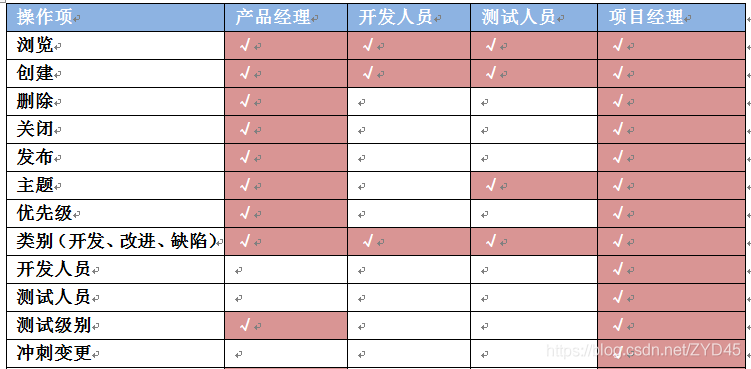 操作项 产品经理 开发人员 测试人员 项目经理
浏览 √ √ √ √
创建 √ √ √ √
删除 √ √
关闭 √ √
发布 √ √
主题 √ √ √
优先级 √ √
类别(开发、改进、缺陷) √ √ √ √
开发人员 √
测试人员 √
测试级别 √ √
冲刺变更 √
https://blog.csdn.net/ZYD45